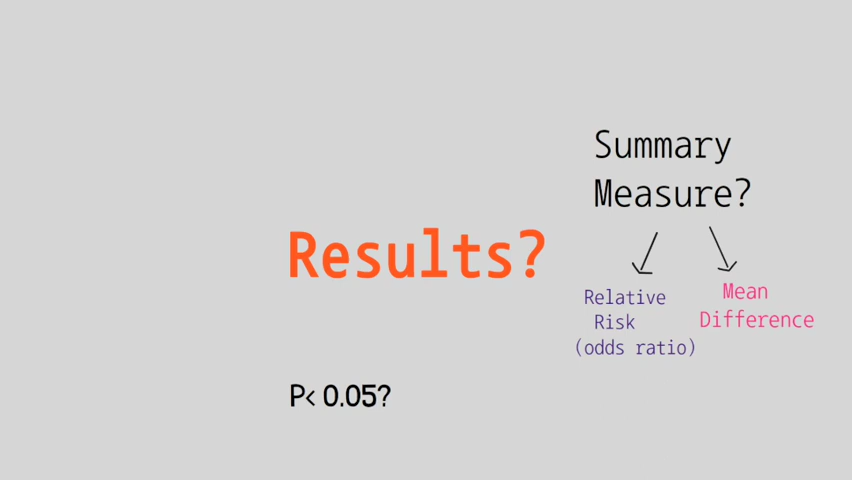 Summary
Measure?
Results?
Relative
Risk
(odds ratio)
Mean
Difference
P< 0.05?